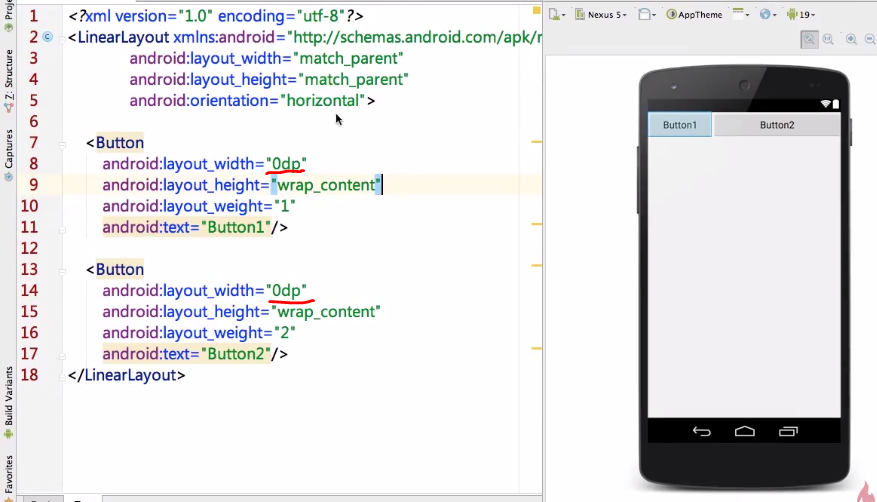 Proje
Z: Structure
Captures
Build Variants
Favorites
1 <?xml version="1.0" encoding="utf-8"?>
2 <LinearLayout xmlns:android="http://schemas.android.com/apk/r
3 android:layout_width="match_parent"
4 android:layout_height="match_parent"
5 android:orientation="horizontal">
6
7 <Button
8 android:layout_width="0dp"
9 android:layout_height="wrap_content"
10 android:layout_weight="1"
11 android:text="Button1"/>
12
13 <Button
14 android:layout_width="0dp"
15 android:layout_height="wrap_content"
16 android:layout_weight="2"
17 android:text="Button2"/>
18 </LinearLayout>
Nexus 5 AppTheme 19
Button1 Button2